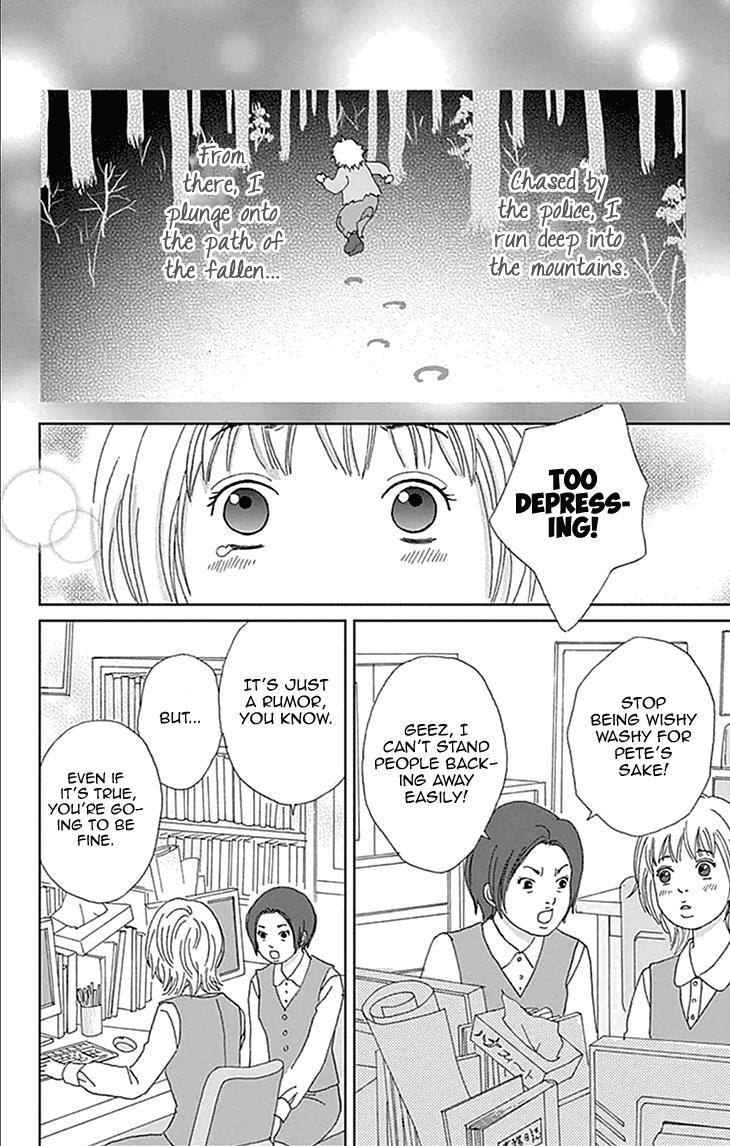 Chased by
the police, I
run deep into
the mountains.
From
there, I
plunge onto
the path of
the fallen...
TOO
DEPRESS-
ING!
STOP
BEING WISHY
WASHY FOR
PETE'S
SAKE!
GEEZ, I
CAN'T STAND
PEOPLE BACK-
ING AWAY
EASILY!
IT'S JUST
A RUMOR,
YOU KNOW.
BUT...
EVEN IF
IT'S TRUE,
YOU'RE GO-
ING TO BE
FINE.